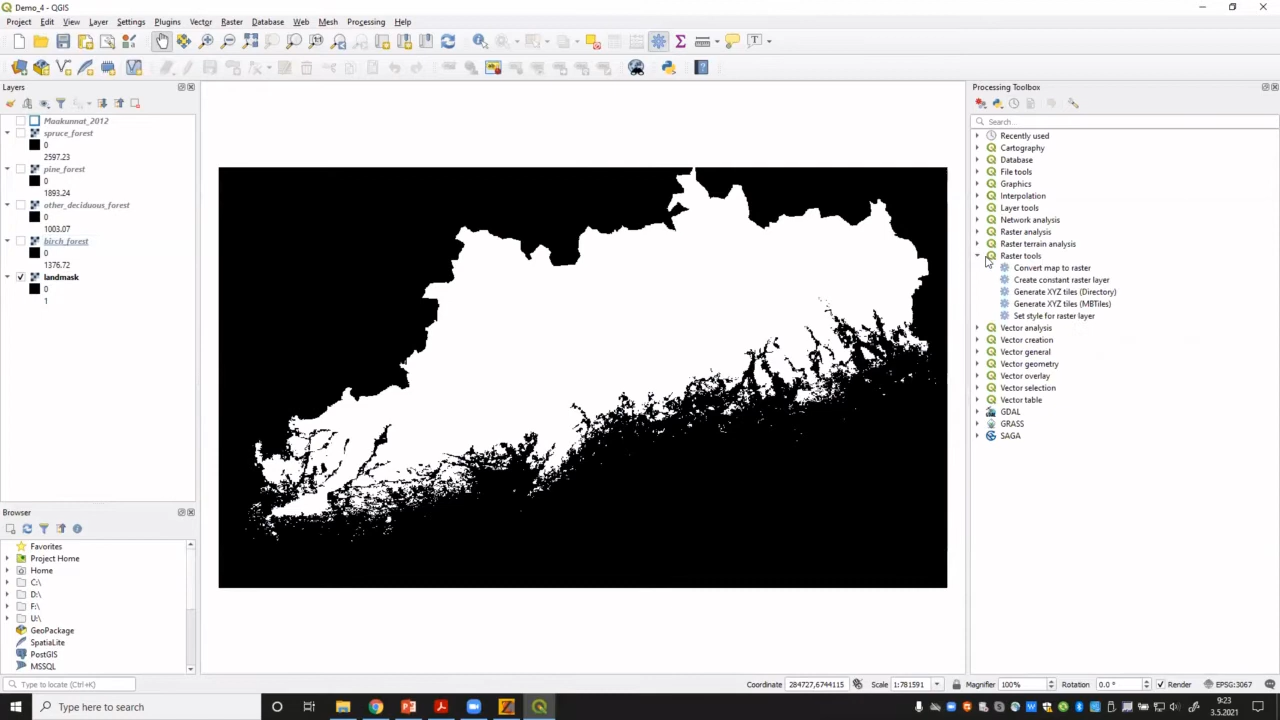 Demo_4 - QGIS
Project Edit View Layer Settings Plugins Vector Raster Database Web Mesh Processing Help
Layers
Maakunnat_2012
spruce_forest
0
2597.23
pine_forest
0
1893.24
other_deciduous_forest
0
1003.07
birch_forest
0
1376.72
landmask
0
1
Browser
Favorites
Project Home
Home
C:\
D:\
F:\
U:\
GeoPackage
SpatiaLite
PostGIS
MSSQL
Processing Toolbox
Search...
Recently used
Cartography
Database
File tools
Graphics
Interpolation
Layer tools
Network analysis
Raster analysis
Raster terrain analysis
Raster tools
Convert map to raster
Create constant raster layer
Generate XYZ tiles (Directory)
Generate XYZ tiles (MBTiles)
Set style for raster layer
Vector analysis
Vector creation
Vector general
Vector geometry
Vector overlay
Vector selection
Vector table
GDAL
GRASS
SAGA
Type to locate (Ctrl+K) Coordinate 284727,6744115 Scale 1:781591 Magnifier 100% Rotation 0.0 ° Render EPSG:3067
Type here to search
9:23
3.5.2021